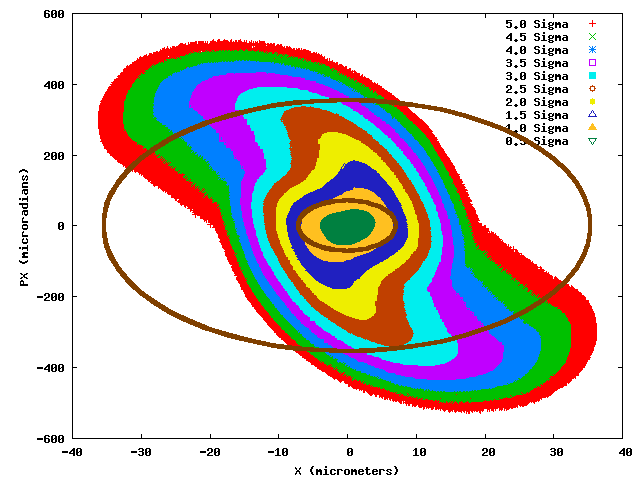 600
400
200
0
-200
-400
-600
-40
-30
-20
-10
0
10
20
30
40
PX (microradians)
X (micrometers)
5.0 Sigma
4.5 Sigma
4.0 Sigma
3.5 Sigma
3.0 Sigma
2.5 Sigma
2.0 Sigma
1.5 Sigma
1.0 Sigma
0.5 Sigma